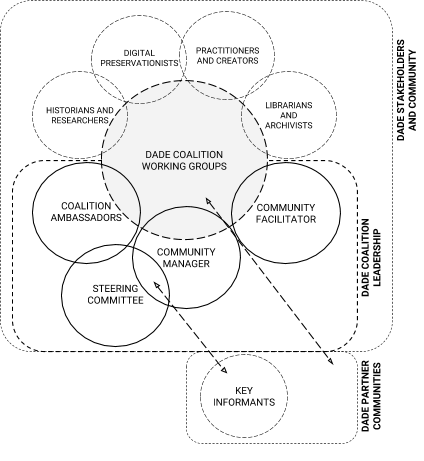 DIGITAL
PRESERVATIONISTS
PRACTITIONERS
AND CREATORS
HISTORIANS AND
RESEARCHERS
LIBRARIANS
AND
ARCHIVISTS
DADE STAKEHOLDERS
AND COMMUNITY
DADE COALITION
WORKING GROUPS
COALITION
AMBASSADORS
COMMUNITY
FACILITATOR
COMMUNITY
MANAGER
STEERING
COMMITTEE
DADE COALITION
LEADERSHIP
KEY
INFORMANTS
DADE PARTNER
COMMUNITIES